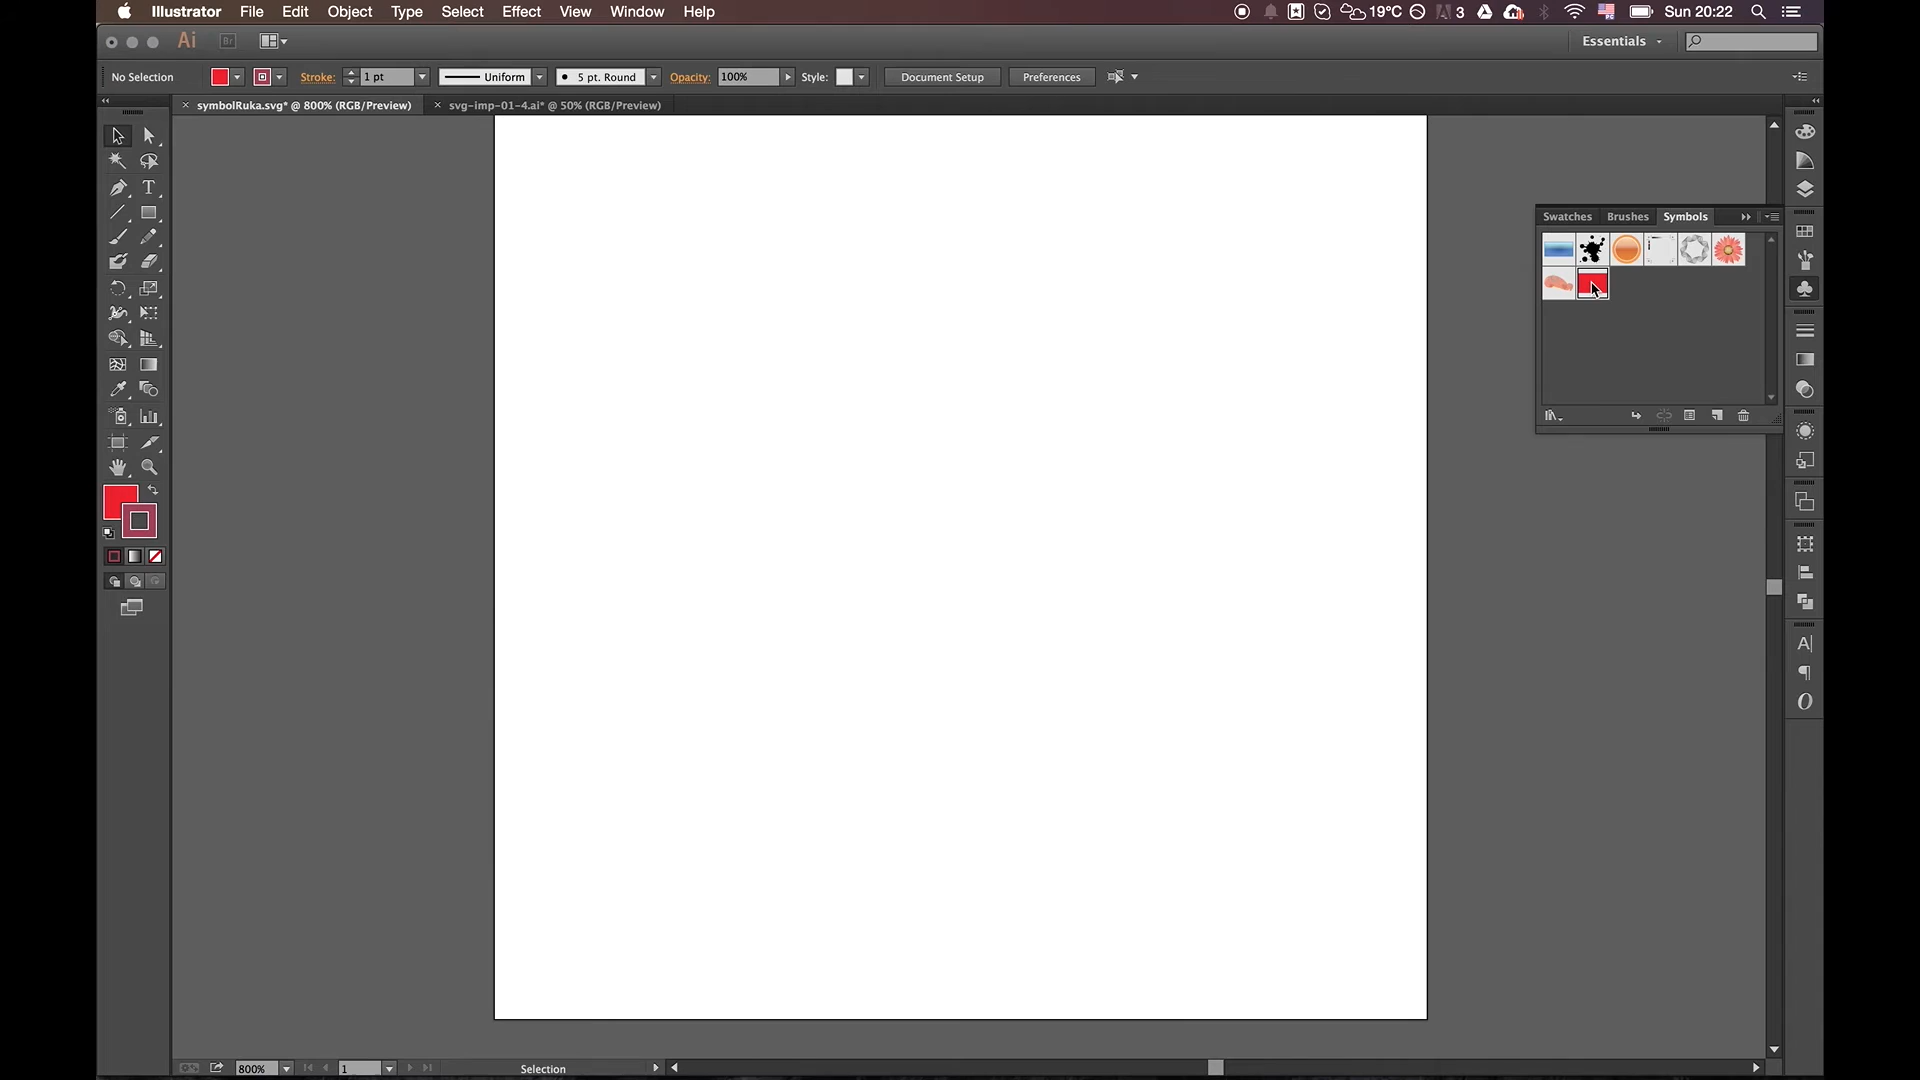 Illustrator File Edit Object Type Select Effect View Window Help 3 19°C Sun 20:22
Ai Br Essentials
No Selection Stroke: 1 pt Uniform 5 pt. Round Opacity: 100% Style: Document Setup Preferences
× symbolRuka.svg* @ 800% (RGB/Preview) × svg-imp-01-4.ai* @ 50% (RGB/Preview)
Swatches Brushes Symbols
800% 1 Selection